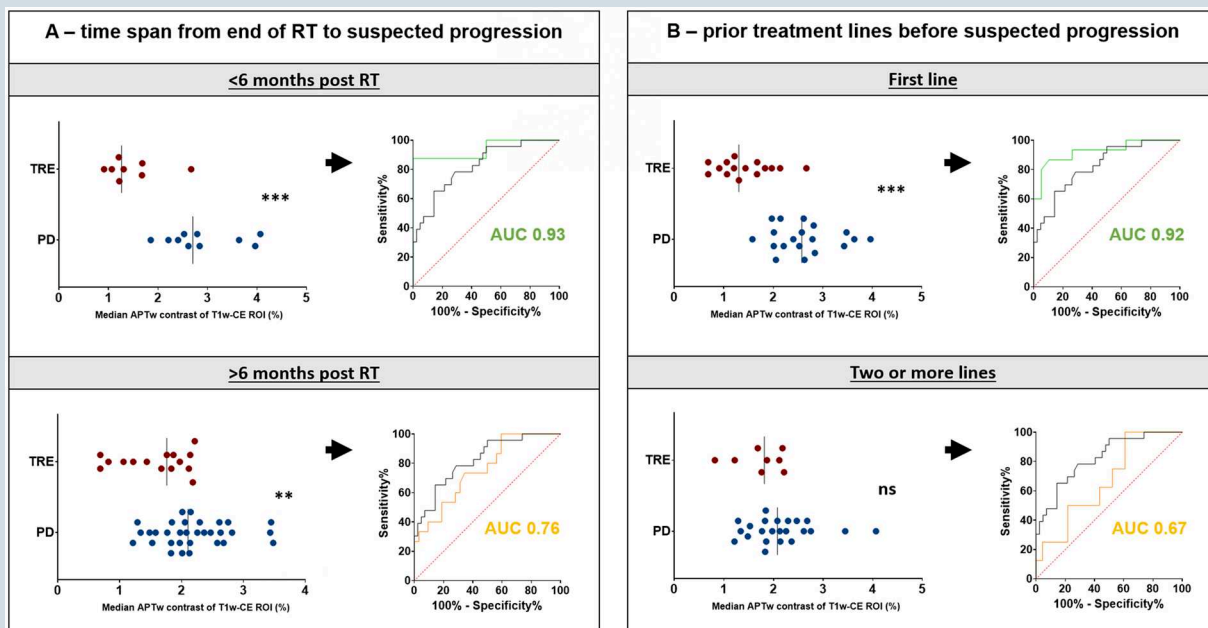 A – time span from end of RT to suspected progression
<6 months post RT
TRE
PD
***
0 1 2 3 4 5
Median APTw contrast of T1w-CE ROI (%)
Sensitivity%
100
80
60
40
20
0
AUC 0.93
0 20 40 60 80 100
100% - Specificity%
>6 months post RT
TRE
PD
**
0 1 2 3 4
Median APTw contrast of T1w-CE ROI (%)
Sensitivity%
100
80
60
40
20
0
AUC 0.76
0 20 40 60 80 100
100% - Specificity%
B – prior treatment lines before suspected progression
First line
TRE
PD
***
0 1 2 3 4 5
Median APTw contrast of T1w-CE ROI (%)
Sensitivity%
100
80
60
40
20
0
AUC 0.92
0 20 40 60 80 100
100% - Specificity%
Two or more lines
TRE
PD
ns
0 1 2 3 4 5
Median APTw contrast of T1w-CE ROI (%)
Sensitivity%
100
80
60
40
20
0
AUC 0.67
0 20 40 60 80 100
100% - Specificity%